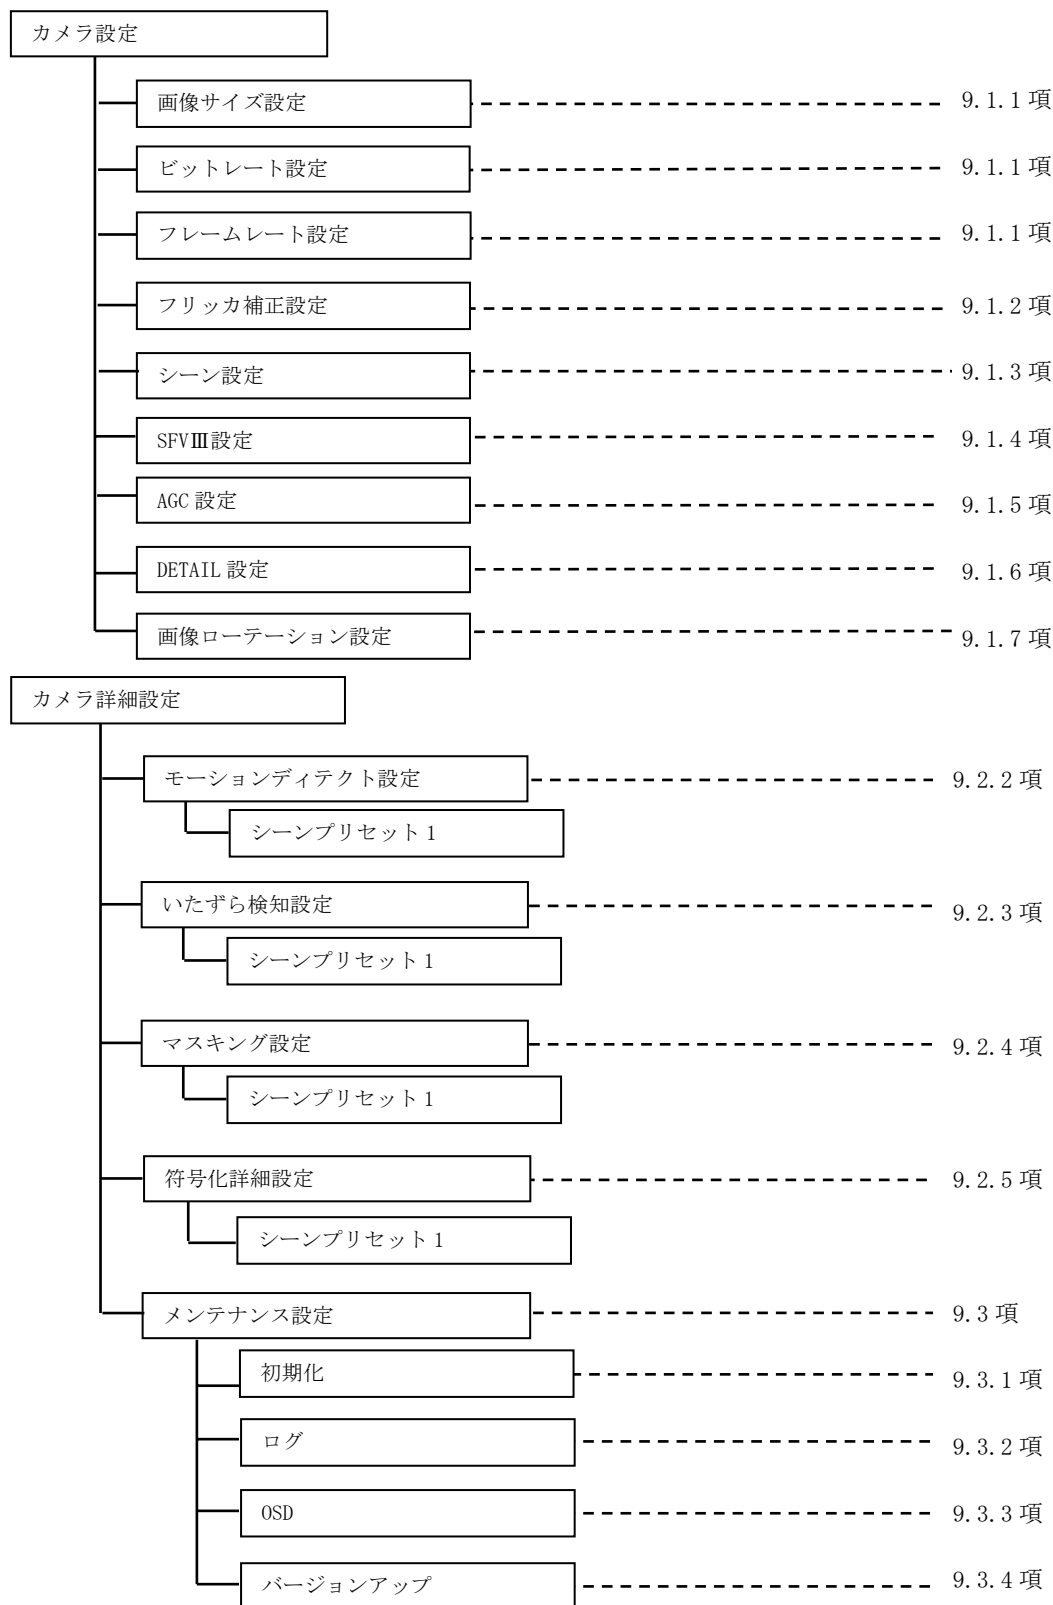 カメラ設定
画像サイズ設定 9.1.1項
ビットレート設定 9.1.1項
フレームレート設定 9.1.1項
フリッカ補正設定 9.1.2項
シーン設定 9.1.3項
SFVⅢ設定 9.1.4項
AGC設定 9.1.5項
DETAIL設定 9.1.6項
画像ローテーション設定 9.1.7項
カメラ詳細設定
モーションディテクト設定 9.2.2項
シーンプリセット1
いたずら検知設定 9.2.3項
シーンプリセット1
マスキング設定 9.2.4項
シーンプリセット1
符号化詳細設定 9.2.5項
シーンプリセット1
メンテナンス設定 9.3項
初期化 9.3.1項
ログ 9.3.2項
OSD 9.3.3項
バージョンアップ 9.3.4項